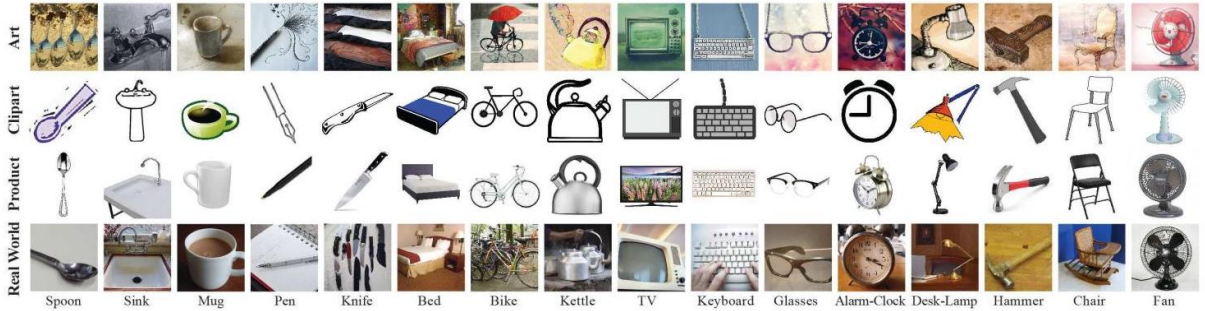 Art
Clipart
Product
Real World
Spoon Sink Mug Pen Knife Bed Bike Kettle TV Keyboard Glasses Alarm-Clock Desk-Lamp Hammer Chair Fan